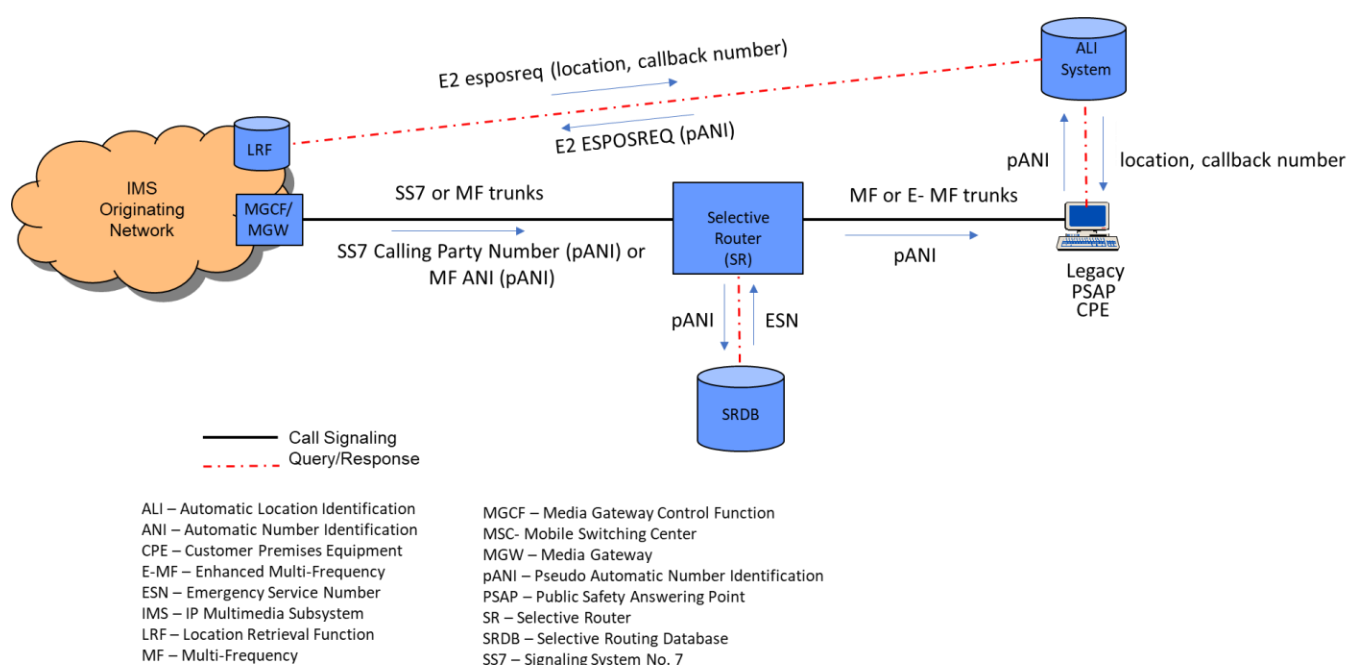 E2 esposreq (location, callback number)
E2 ESPOSREQ (pANI)
ALI
System
LRF
IMS
Originating
Network
MGCF/
MGW
SS7 or MF trunks
SS7 Calling Party Number (pANI) or
MF ANI (pANI)
Selective
Router
(SR)
MF or E- MF trunks
pANI
pANI
location, callback number
Legacy
PSAP
CPE
pANI
ESN
SRDB
Call Signaling
Query/Response
ALI – Automatic Location Identification
ANI – Automatic Number Identification
CPE – Customer Premises Equipment
E-MF – Enhanced Multi-Frequency
ESN – Emergency Service Number
IMS – IP Multimedia Subsystem
LRF – Location Retrieval Function
MF – Multi-Frequency
MGCF – Media Gateway Control Function
MSC- Mobile Switching Center
MGW – Media Gateway
pANI – Pseudo Automatic Number Identification
PSAP – Public Safety Answering Point
SR – Selective Router
SRDB – Selective Routing Database
SS7 – Signaling System No. 7